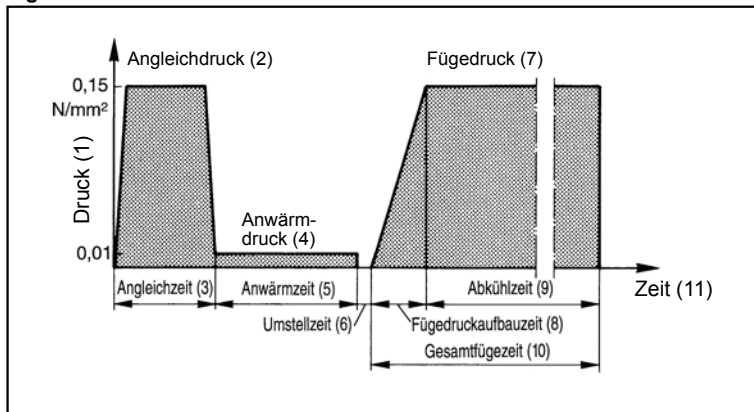 Angleichdruck (2)
Fügedruck (7)
0,15
N/mm²
Druck (1)
Anwärm-
druck (4)
0,01
Angleichzeit (3)
Anwärmzeit (5)
Abkühlzeit (9)
Zeit (11)
Umstellzeit (6)
Fügedruckaufbauzeit (8)
Gesamtfügezeit (10)